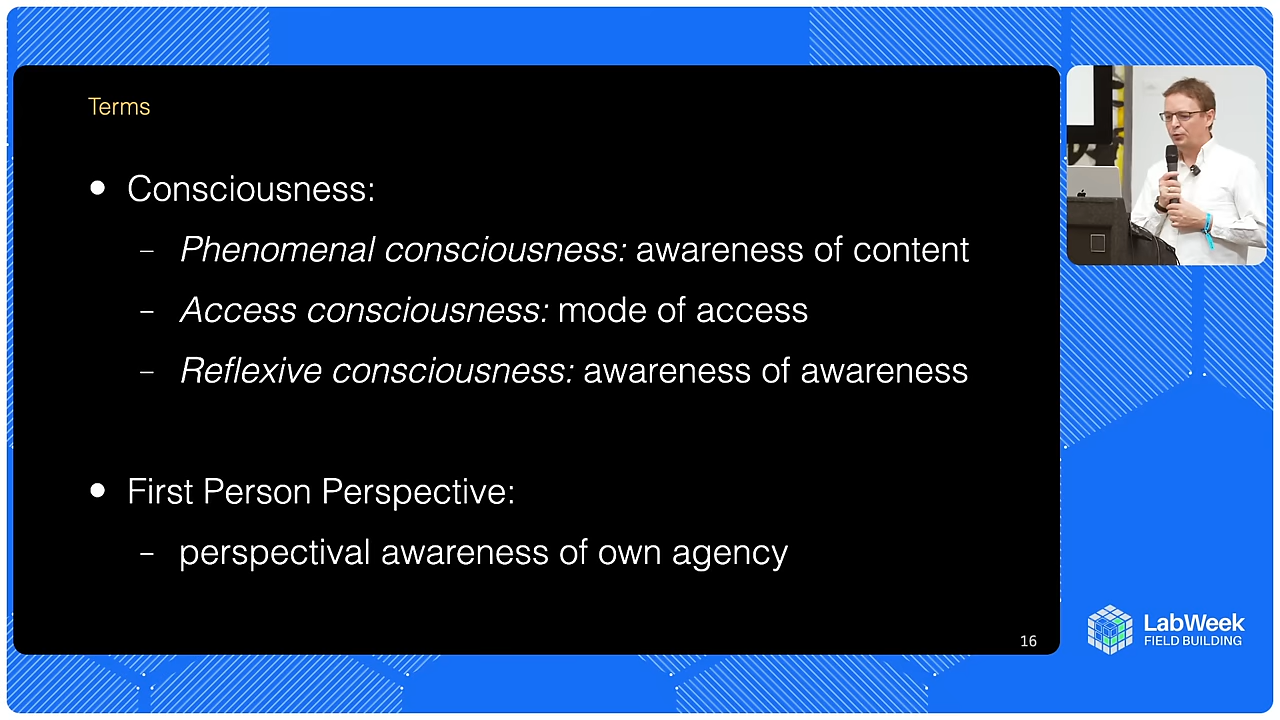 Terms
• Consciousness:
– Phenomenal consciousness: awareness of content
– Access consciousness: mode of access
– Reflexive consciousness: awareness of awareness
• First Person Perspective:
– perspectival awareness of own agency
16
LabWeek
FIELD BUILDING